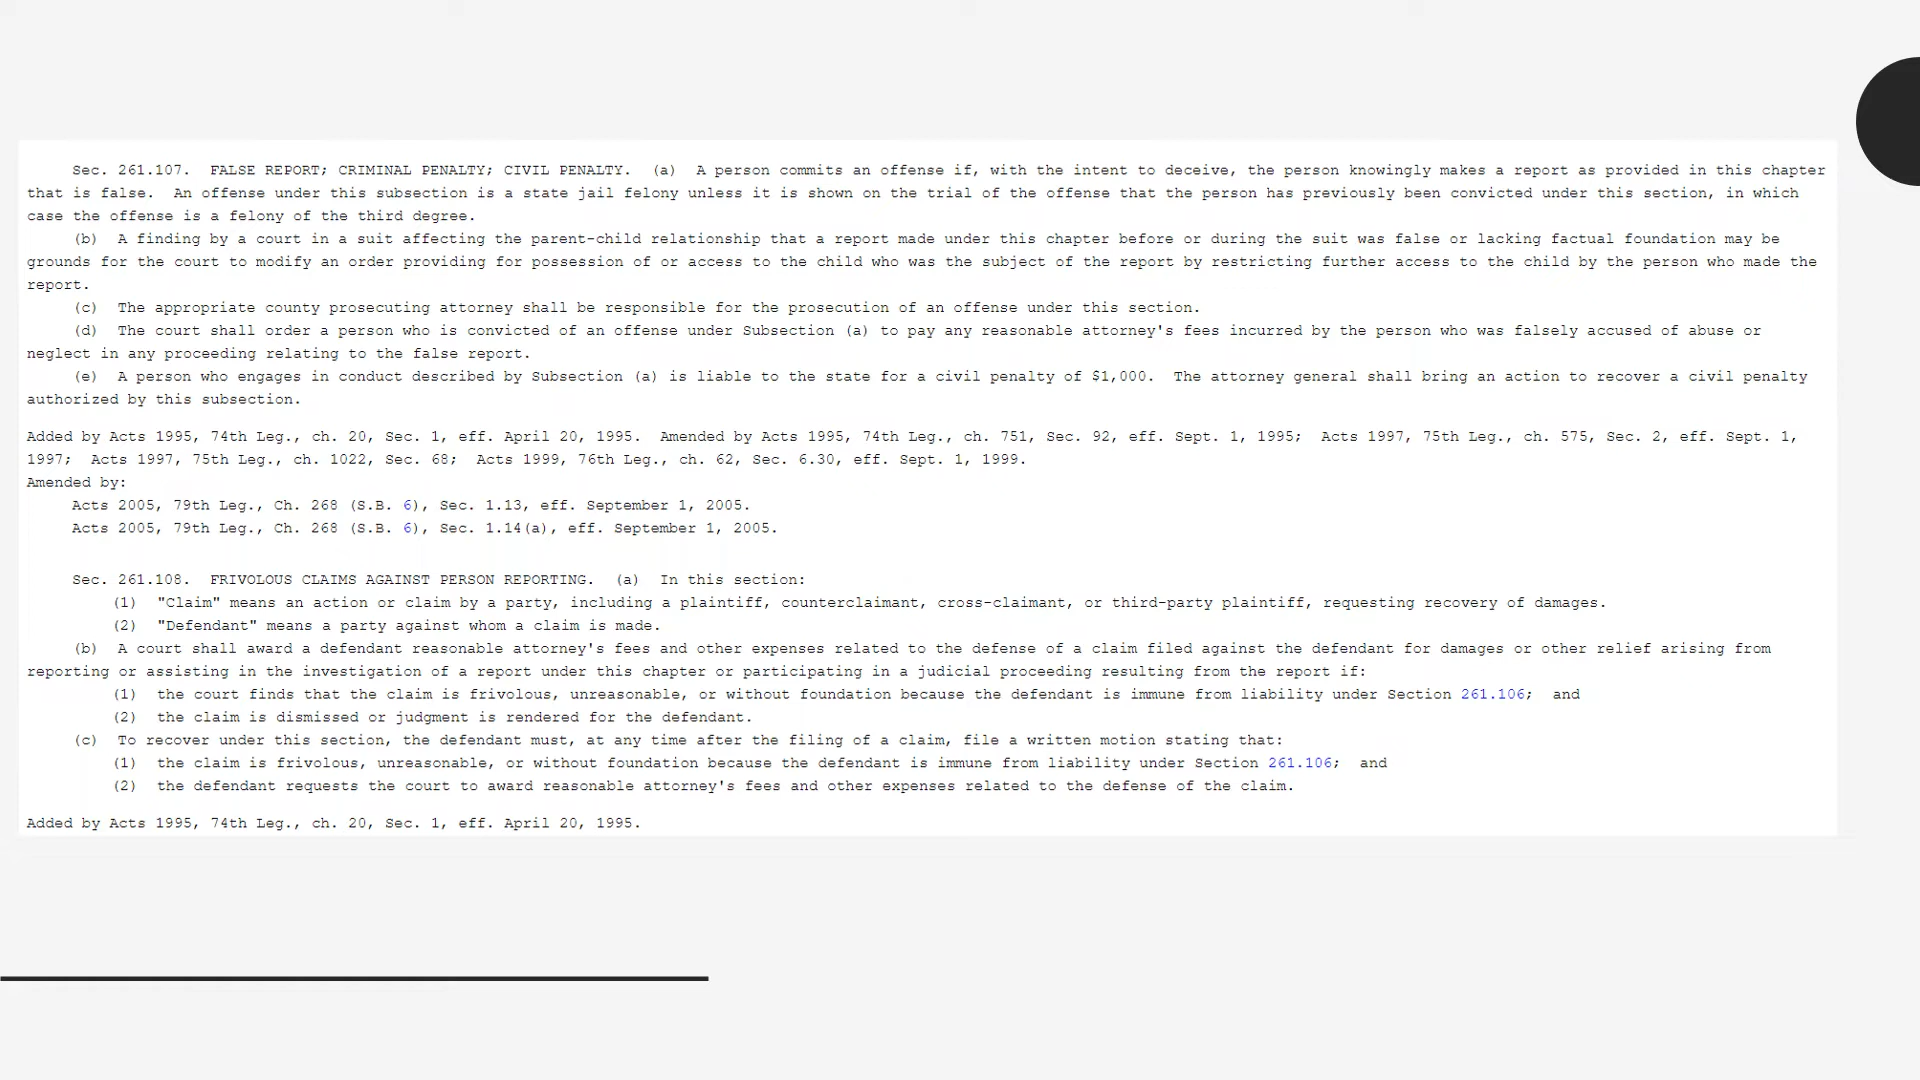 Sec. 261.107. FALSE REPORT; CRIMINAL PENALTY; CIVIL PENALTY. (a) A person commits an offense if, with the intent to deceive, the person knowingly makes a report as provided in this chapter
that is false. An offense under this subsection is a state jail felony unless it is shown on the trial of the offense that the person has previously been convicted under this section, in which
case the offense is a felony of the third degree.
(b) A finding by a court in a suit affecting the parent-child relationship that a report made under this chapter before or during the suit was false or lacking factual foundation may be
grounds for the court to modify an order providing for possession of or access to the child who was the subject of the report by restricting further access to the child by the person who made the
report.
(c) The appropriate county prosecuting attorney shall be responsible for the prosecution of an offense under this section.
(d) The court shall order a person who is convicted of an offense under Subsection (a) to pay any reasonable attorney's fees incurred by the person who was falsely accused of abuse or
neglect in any proceeding relating to the false report.
(e) A person who engages in conduct described by Subsection (a) is liable to the state for a civil penalty of $1,000. The attorney general shall bring an action to recover a civil penalty
authorized by this subsection.
Added by Acts 1995, 74th Leg., ch. 20, Sec. 1, eff. April 20, 1995. Amended by Acts 1995, 74th Leg., ch. 751, Sec. 92, eff. Sept. 1, 1995; Acts 1997, 75th Leg., ch. 575, Sec. 2, eff. Sept. 1,
1997; Acts 1997, 75th Leg., ch. 1022, Sec. 68; Acts 1999, 76th Leg., ch. 62, Sec. 6.30, eff. Sept. 1, 1999.
Amended by:
Acts 2005, 79th Leg., Ch. 268 (S.B. 6), Sec. 1.13, eff. September 1, 2005.
Acts 2005, 79th Leg., Ch. 268 (S.B. 6), Sec. 1.14(a), eff. September 1, 2005.
Sec. 261.108. FRIVOLOUS CLAIMS AGAINST PERSON REPORTING. (a) In this section:
(1) "Claim" means an action or claim by a party, including a plaintiff, counterclaimant, cross-claimant, or third-party plaintiff, requesting recovery of damages.
(2) "Defendant" means a party against whom a claim is made.
(b) A court shall award a defendant reasonable attorney's fees and other expenses related to the defense of a claim filed against the defendant for damages or other relief arising from
reporting or assisting in the investigation of a report under this chapter or participating in a judicial proceeding resulting from the report if:
(1) the court finds that the claim is frivolous, unreasonable, or without foundation because the defendant is immune from liability under Section 261.106; and
(2) the claim is dismissed or judgment is rendered for the defendant.
(c) To recover under this section, the defendant must, at any time after the filing of a claim, file a written motion stating that:
(1) the claim is frivolous, unreasonable, or without foundation because the defendant is immune from liability under Section 261.106; and
(2) the defendant requests the court to award reasonable attorney's fees and other expenses related to the defense of the claim.
Added by Acts 1995, 74th Leg., ch. 20, Sec. 1, eff. April 20, 1995.